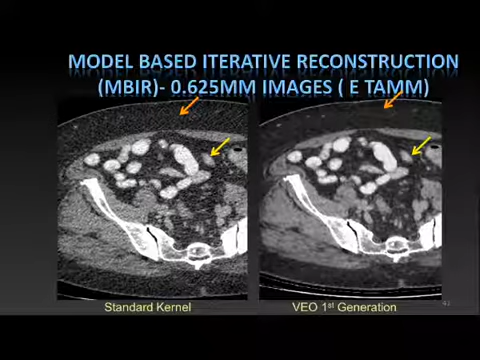 MODEL BASED ITERATIVE RECONSTRUCTION
(MBIR)- 0.625MM IMAGES ( E TAMM)
Standard Kernel
VEO 1st Generation